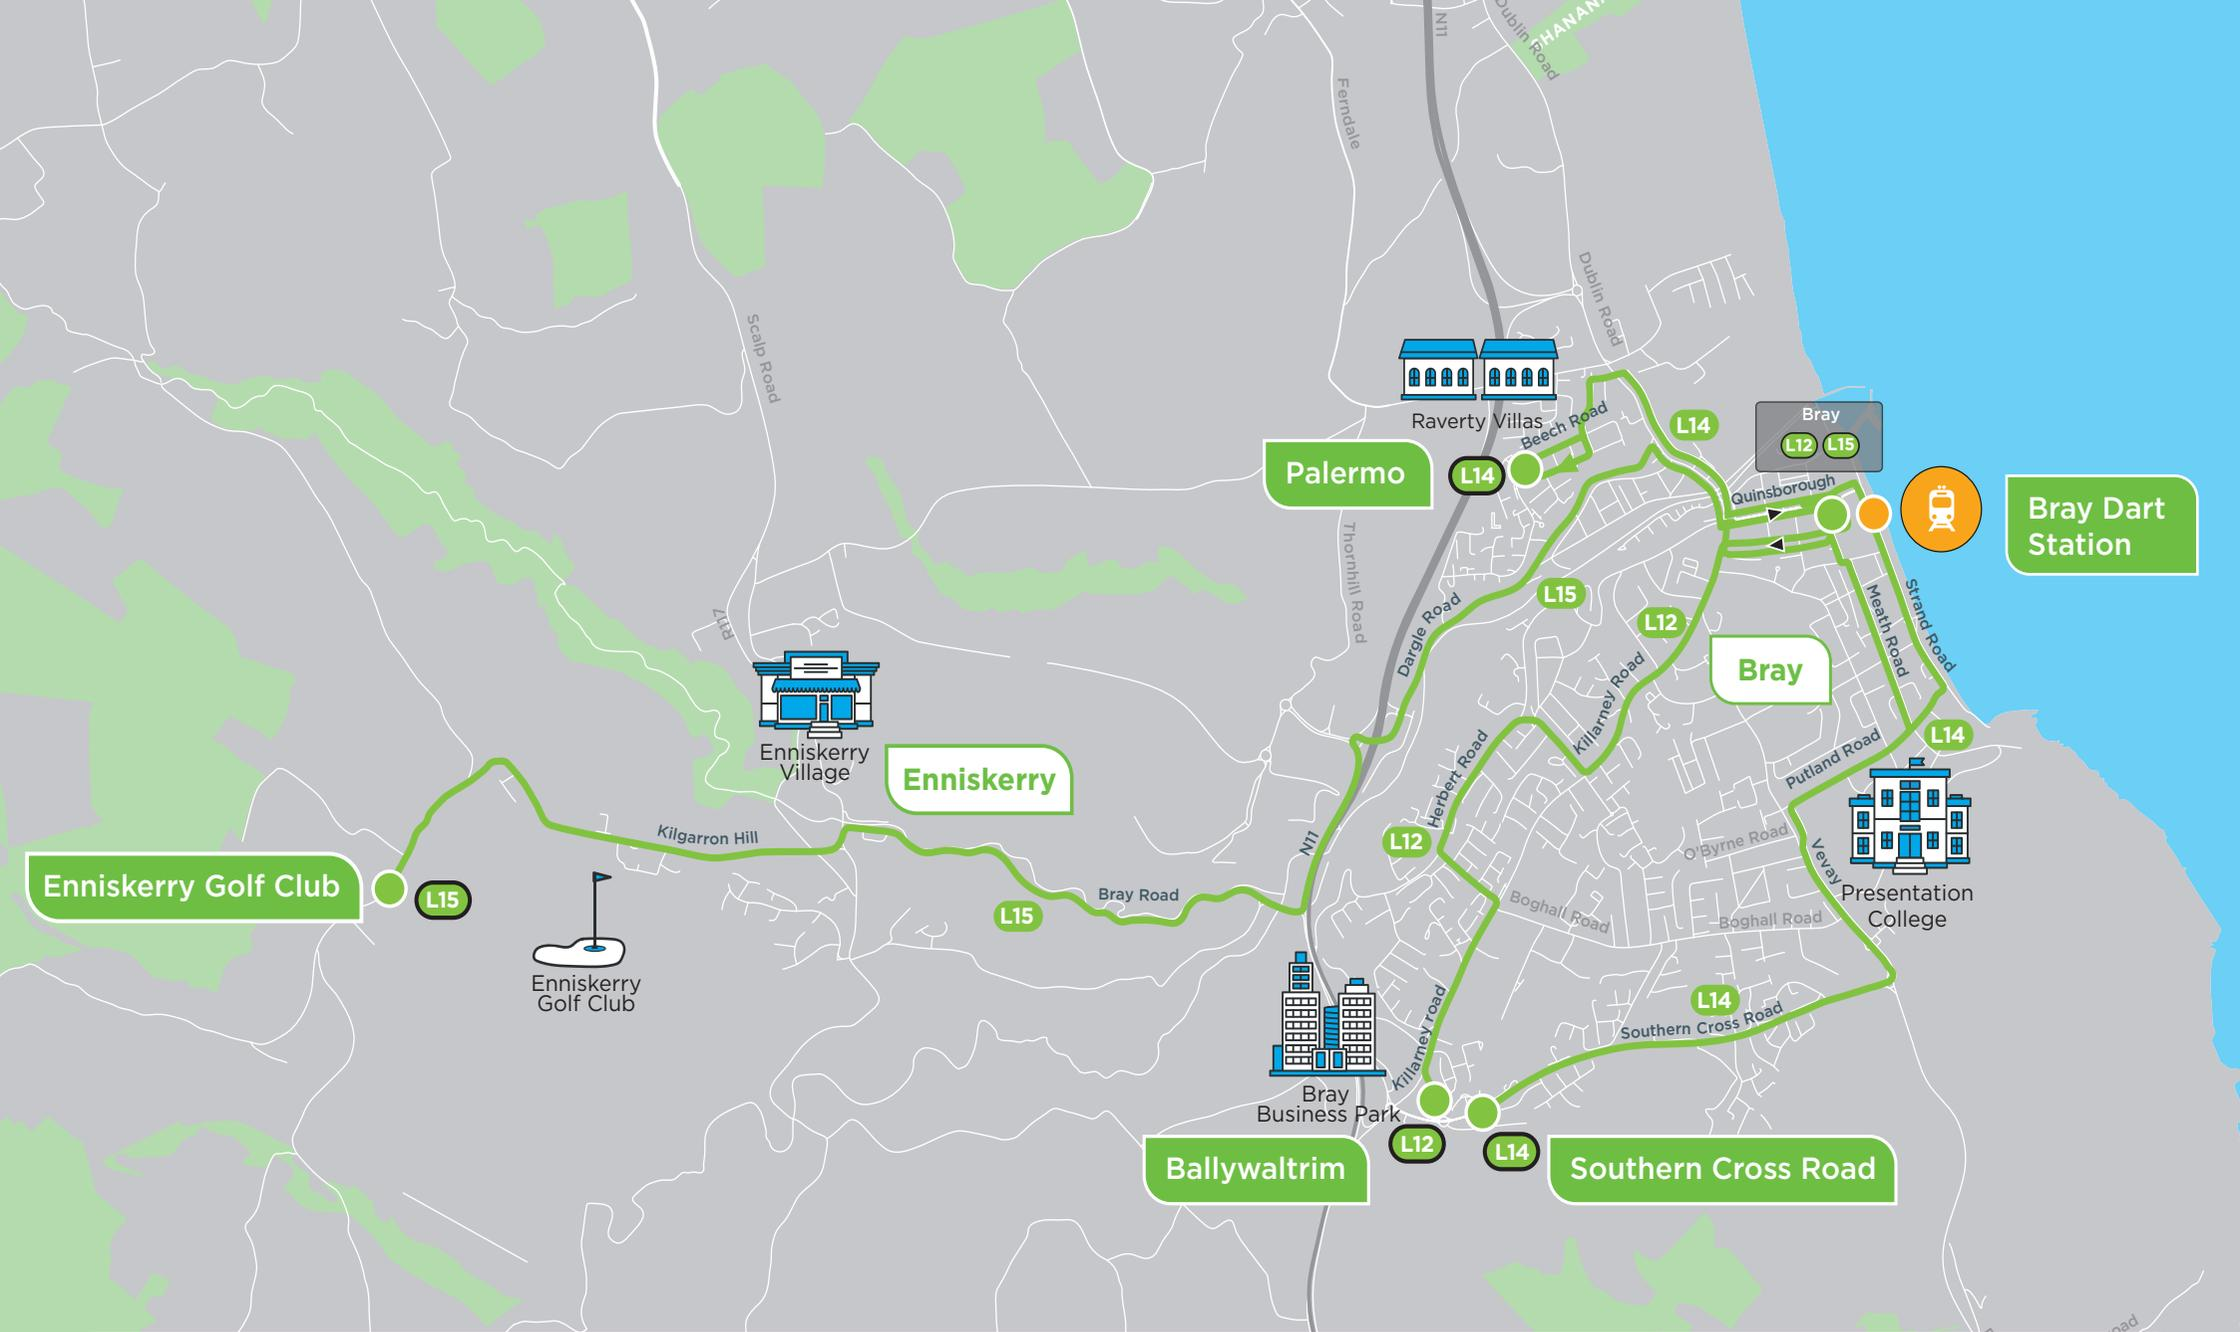 SHANAN
N11
Dublin Road
Ferndale
Dublin Road
Scalp Road
Raverty Villas
Beech Road
L14
Bray
L12 L15
Palermo
L14
Quinsborough
Bray Dart
Station
Thornhill Road
L15
Dargle Road
L12
Meath Road
Strand Road
R117
Bray
Killarney Road
Enniskerry
Village
Enniskerry
Herbert Road
L14
Putland Road
Kilgarron Hill
N11
L12
O'Byrne Road
Vevay
Enniskerry Golf Club
L15
Bray Road
L15
Boghall Road
Boghall Road
Presentation
College
Enniskerry
Golf Club
L14
Southern Cross Road
Killarney road
Bray
Business Park
L12
L14
Ballywaltrim
Southern Cross Road
oad